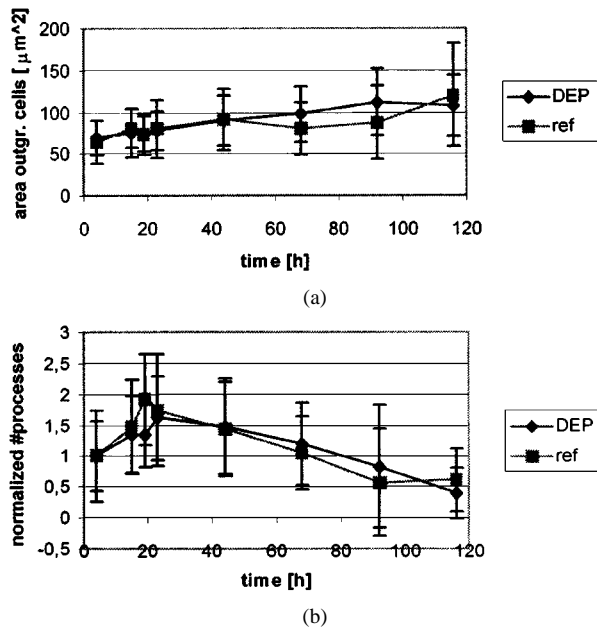 200
150
100
50
0
area outgr. cells [ μm^2]
0 20 40 60 80 100 120
time [h]
DEP
ref
(a)
3
2,5
2
1,5
1
0,5
0
-0,5
normalized #processes
0 20 40 60 80 100 120
time [h]
DEP
ref
(b)